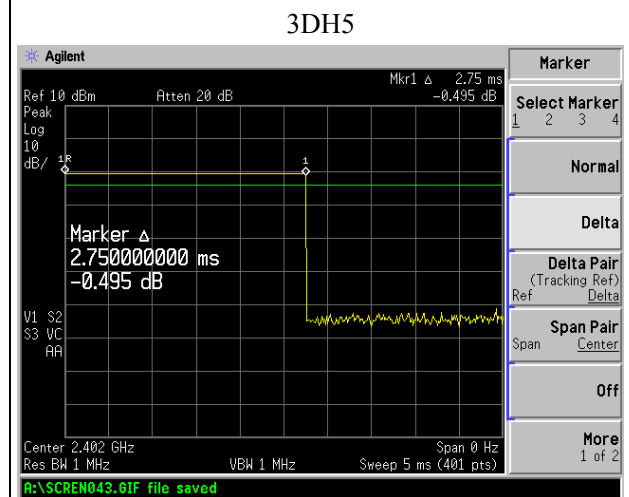 3DH5
Agilent
Marker
Mkr1 Δ 2.75 ms
Ref 10 dBm Atten 20 dB -0.495 dB
Peak
Log
10
dB/
1R
1
Marker Δ
2.750000000 ms
-0.495 dB
V1 S2
S3 VC
AA
Center 2.402 GHz Span 0 Hz
Res BW 1 MHz VBW 1 MHz Sweep 5 ms (401 pts)
A:\SCREN043.GIF file saved
Select Marker
1 2 3 4
Normal
Delta
Delta Pair
(Tracking Ref)
Ref Delta
Span Pair
Span Center
Off
More
1 of 2